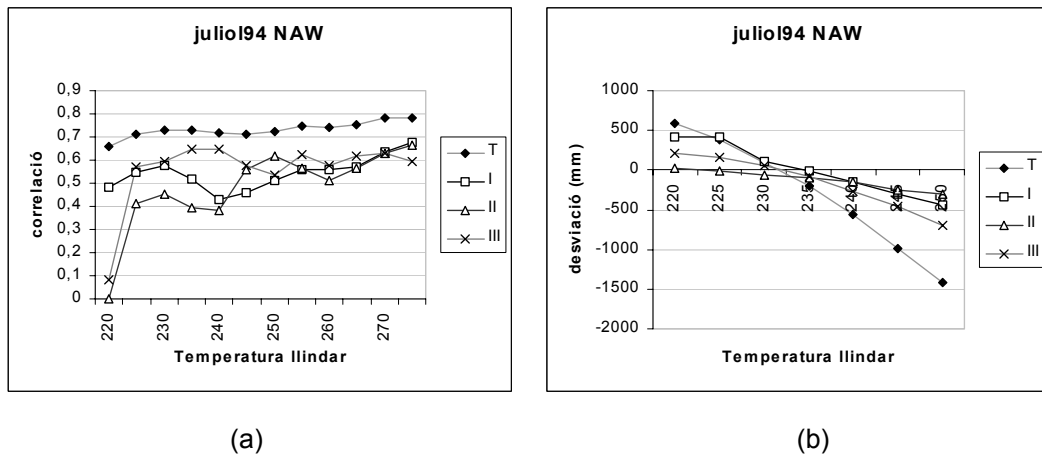 juliol94 NAW
correlació
0,9
0,8
0,7
0,6
0,5
0,4
0,3
0,2
0,1
0
220
230
240
250
260
270
Temperatura llindar
T
I
II
III
(a)
juliol94 NAW
desviació (mm)
1000
500
0
-500
-1000
-1500
-2000
220
225
230
235
240
Temperatura llindar
T
I
II
III
(b)